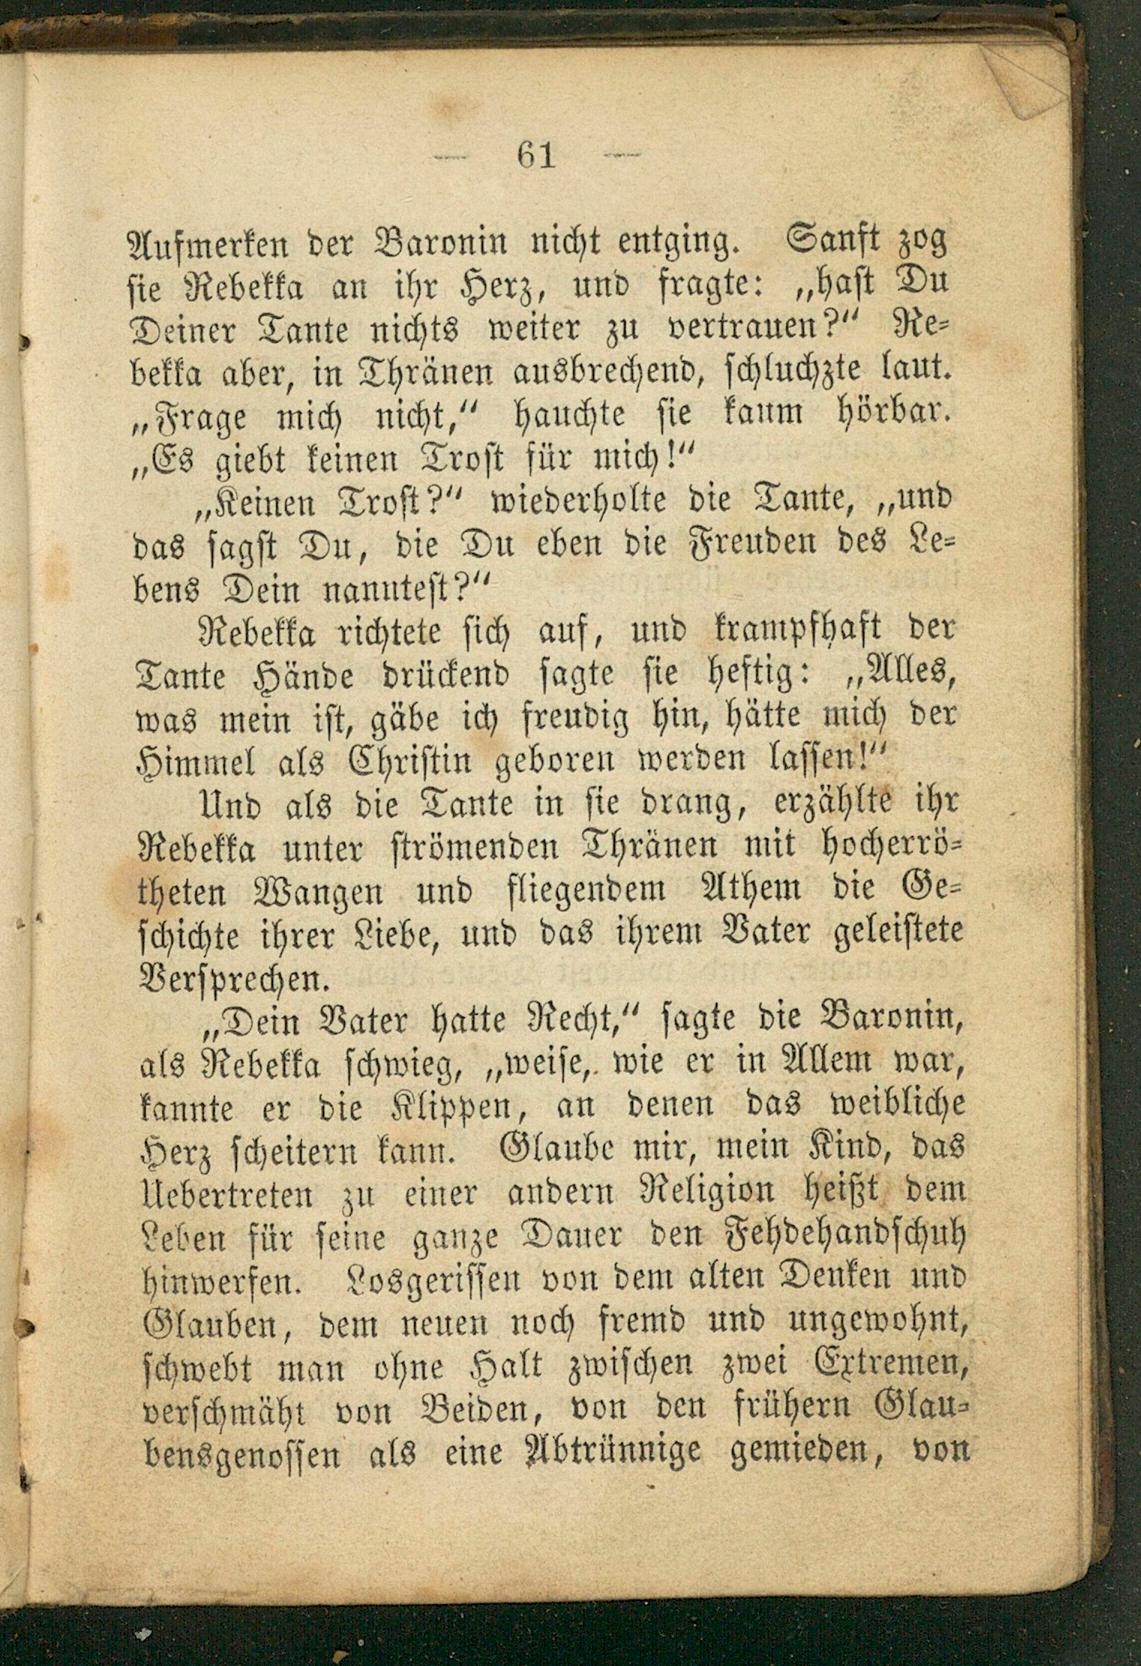 — 61 —
Aufmerken der Baronin nicht entging. Sanft zog
sie Rebekka an ihr Herz, und fragte: „hast Du
Deiner Tante nichts weiter zu vertrauen?“ Re-
bekka aber, in Thränen ausbrechend, schluchzte laut.
„Frage mich nicht,“ hauchte sie kaum hörbar.
„Es giebt keinen Trost für mich!“
„Keinen Trost?“ wiederholte die Tante, „und
das sagst Du, die Du eben die Freuden des Le-
bens Dein nanntest?“
Rebekka richtete sich auf, und krampfhaft der
Tante Hände drückend sagte sie heftig: „Alles,
was mein ist, gäbe ich freudig hin, hätte mich der
Himmel als Christin geboren werden lassen!“
Und als die Tante in sie drang, erzählte ihr
Rebekka unter strömenden Thränen mit hocherrö-
theten Wangen und fliegendem Athem die Ge-
schichte ihrer Liebe, und das ihrem Vater geleistete
Versprechen.
„Dein Vater hatte Recht,“ sagte die Baronin,
als Rebekka schwieg, „weise, wie er in Allem war,
kannte er die Klippen, an denen das weibliche
Herz scheitern kann. Glaube mir, mein Kind, das
Uebertreten zu einer andern Religion heißt dem
Leben für seine ganze Dauer den Fehdehandschuh
hinwerfen. Losgerissen von dem alten Denken und
Glauben, dem neuen noch fremd und ungewohnt,
schwebt man ohne Halt zwischen zwei Extremen,
verschmäht von Beiden, von den frühern Glau-
bensgenossen als eine Abtrünnige gemieden, von